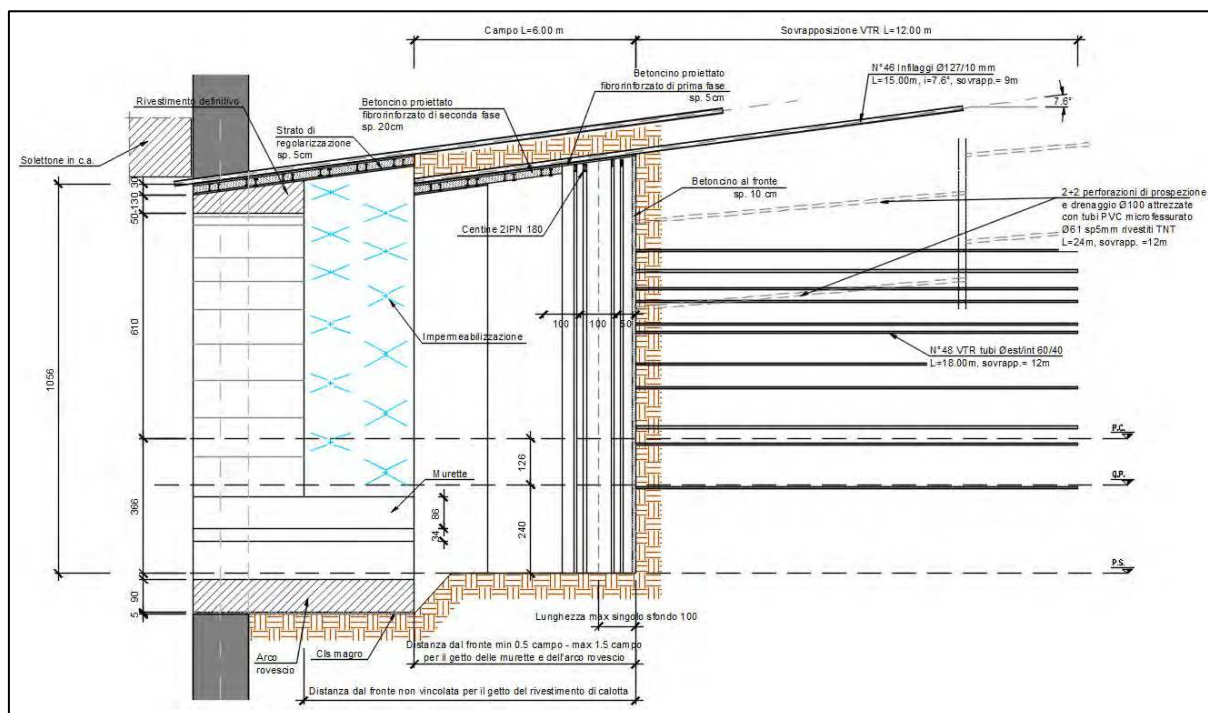 Campo L=6.00 m
Sovrapposizione VTR L=12.00 m
N°46 Infilaggi Ø127/10 mm
L=15.00m, i=7.6°, sovrapp.= 9m
7.6°
Rivestimento definitivo
Betoncino proiettato
fibrorinforzato di prima fase
sp. 5cm
Betoncino proiettato
fibrorinforzato di seconda fase
sp. 20cm
Strato di
regolarizzazione
sp. 5cm
Solettone in c.a.
Betoncino al fronte
sp. 10 cm
2+2 perforazioni di prospezione
e drenaggio Ø100 attrezzate
con tubi PVC microfessurato
Ø61 sp5mm rivestiti TNT
L=24m, sovrapp. =12m
Centine 2IPN 180
30
50-130
610
1056
366
90
5
100
100
50
Impermeabilizzazione
N°48 VTR tubi Øest/int 60/40
L=18.00m, sovrapp.= 12m
P.C.
126
Q.P.
Murette
86
34
240
P.S.
Lunghezza max singolo sfondo 100
Arco
rovescio
Cls magro
Distanza dal fronte min 0.5 campo - max 1.5 campo
per il getto delle murette e dell'arco rovescio
Distanza dal fronte non vincolata per il getto del rivestimento di calotta